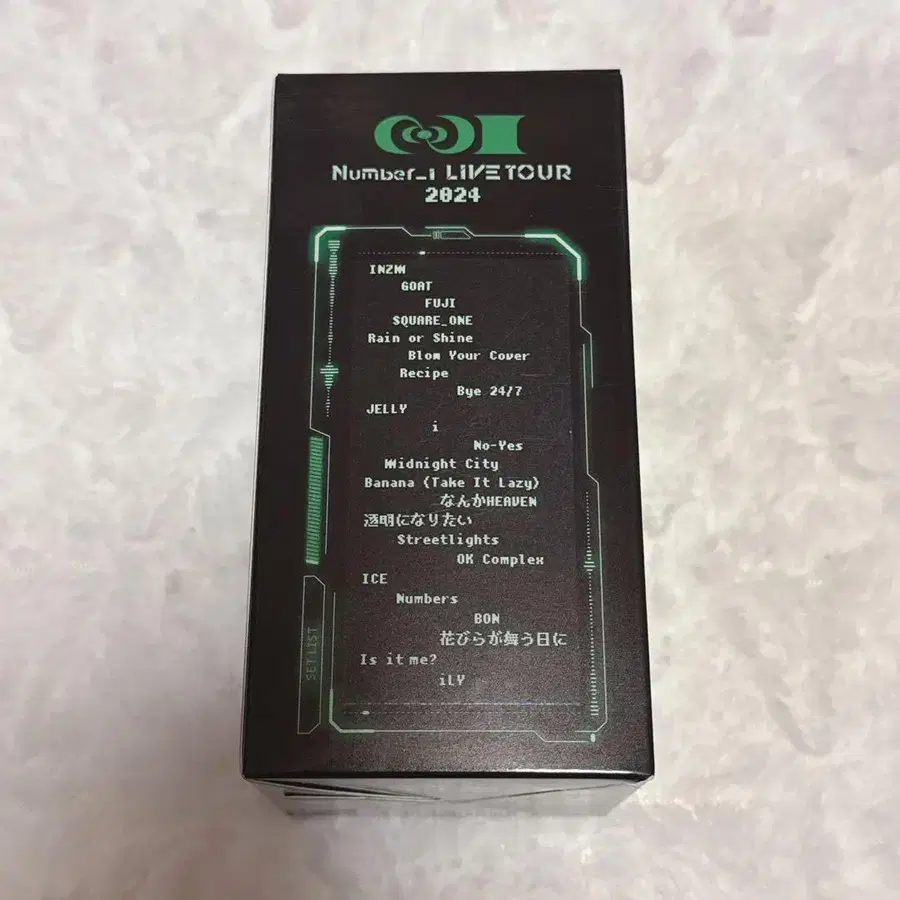 Number_i LIVE TOUR
2024
INZM
GOAT
FUJI
SQUARE_ONE
Rain or Shine
Blow Your Cover
Recipe
Bye 24/7
JELLY
i
No-Yes
Midnight City
Banana (Take It Lazy)
なんかHEAVEN
透明になりたい
Streetlights
OK Complex
ICE
Numbers
BON
花びらが舞う日に
Is it me?
iLY
SET LIST